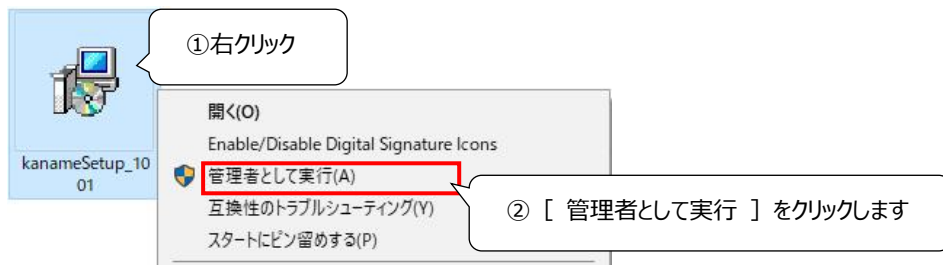 ①右クリック
kanameSetup_10
01
開く(O)
Enable/Disable Digital Signature Icons
管理者として実行(A)
互換性のトラブルシューティング(Y)
スタートにピン留めする(P)
② [ 管理者として実行 ] をクリックします